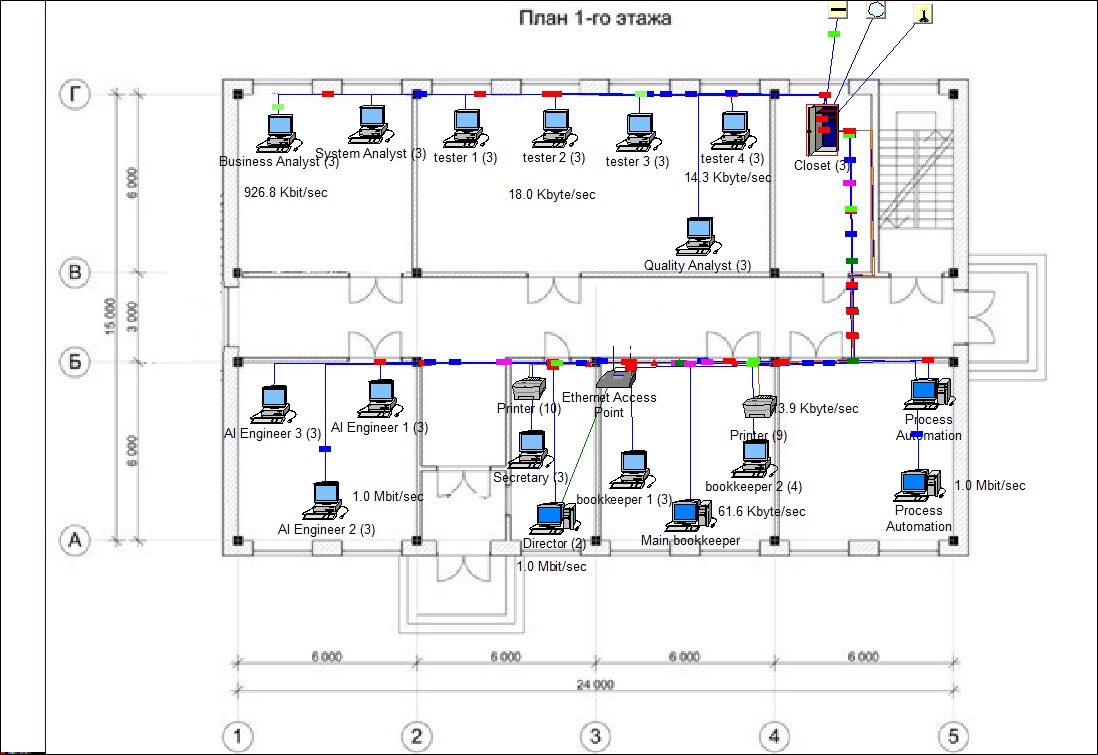 План 1-го этажа
Г
Business Analyst (3)
System Analyst (3)
tester 1 (3)
tester 2 (3)
tester 3 (3)
tester 4 (3)
Closet (3)
926.8 Kbit/sec
18.0 Kbyte/sec
14.3 Kbyte/sec
6 000
Quality Analyst (3)
В
15 000
3 000
Б
AI Engineer 3 (3)
AI Engineer 1 (3)
Printer (10)
Ethernet Access
Point
3.9 Kbyte/sec
Printer (9)
Process
Automation
6 000
Secretary (3)
bookkeeper 1 (3)
bookkeeper 2 (4)
1.0 Mbit/sec
1.0 Mbit/sec
AI Engineer 2 (3)
61.6 Kbyte/sec
Process
Automation
А
Director (2)
Main bookkeeper
1.0 Mbit/sec
6 000
6 000
6 000
6 000
24 000
1
2
3
4
5